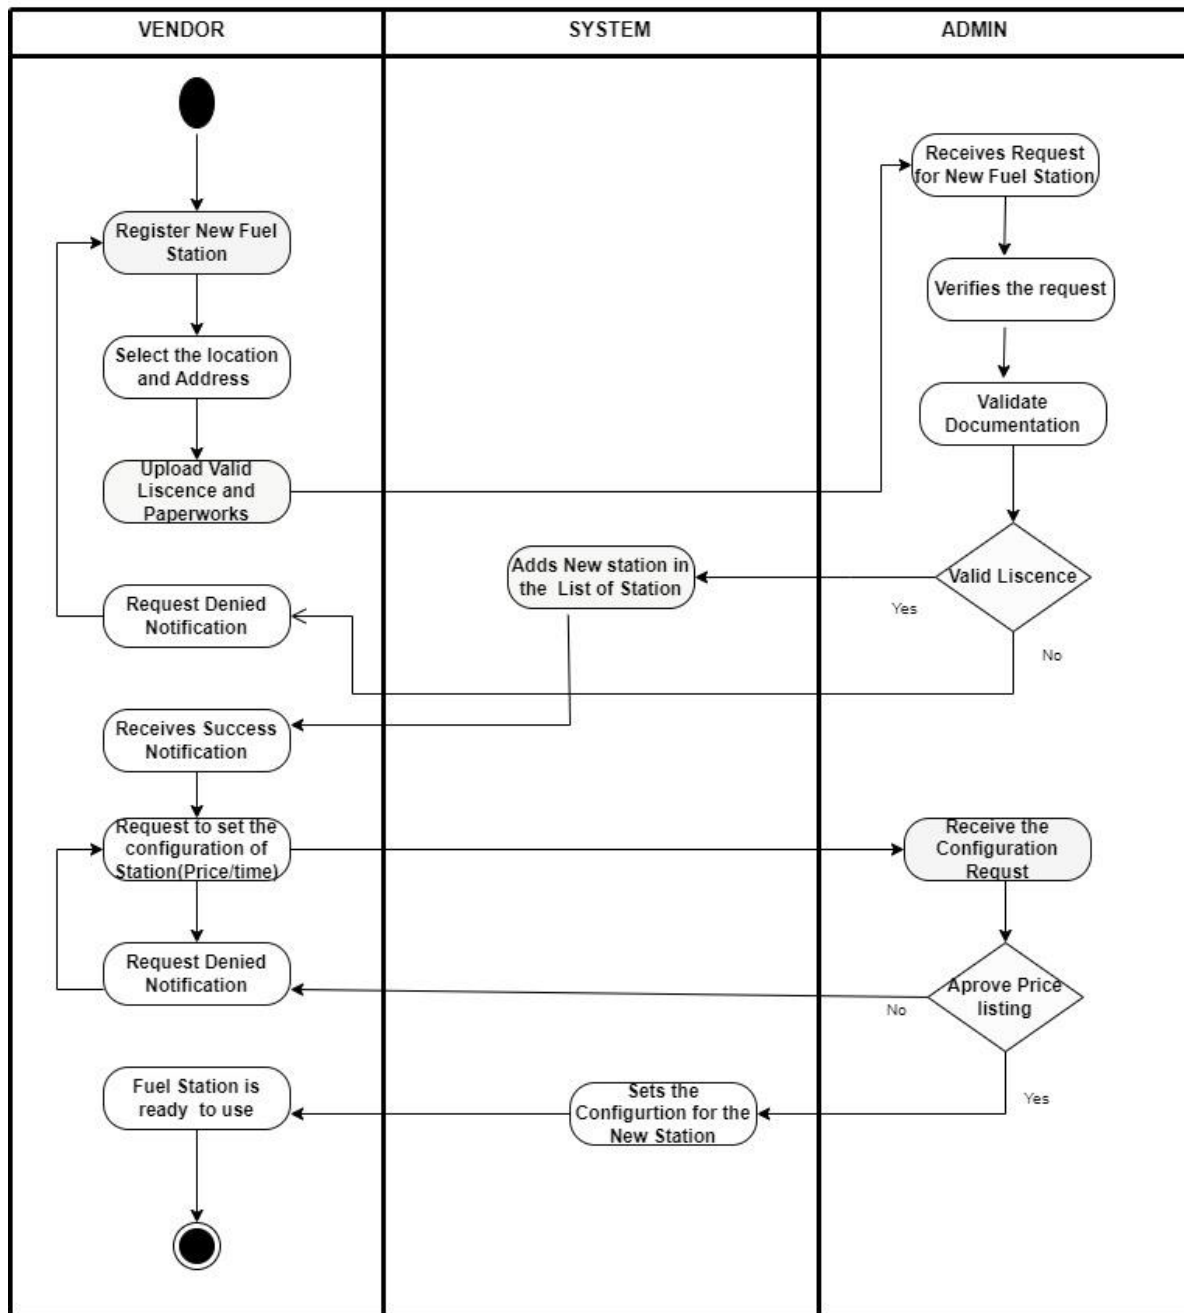 VENDOR
SYSTEM
ADMIN
Receives Request
for New Fuel Station
Register New Fuel
Station
Verifies the request
Select the location
and Address
Validate
Documentation
Upload Valid
Liscence and
Paperworks
Adds New station in
the List of Station
Valid Liscence
Yes
Request Denied
Notification
No
Receives Success
Notification
Request to set the
configuration of
Station(Price/time)
Receive the
Configuration
Requst
Request Denied
Notification
Aprove Price
listing
No
Fuel Station is
ready to use
Sets the
Configurtion for the
New Station
Yes